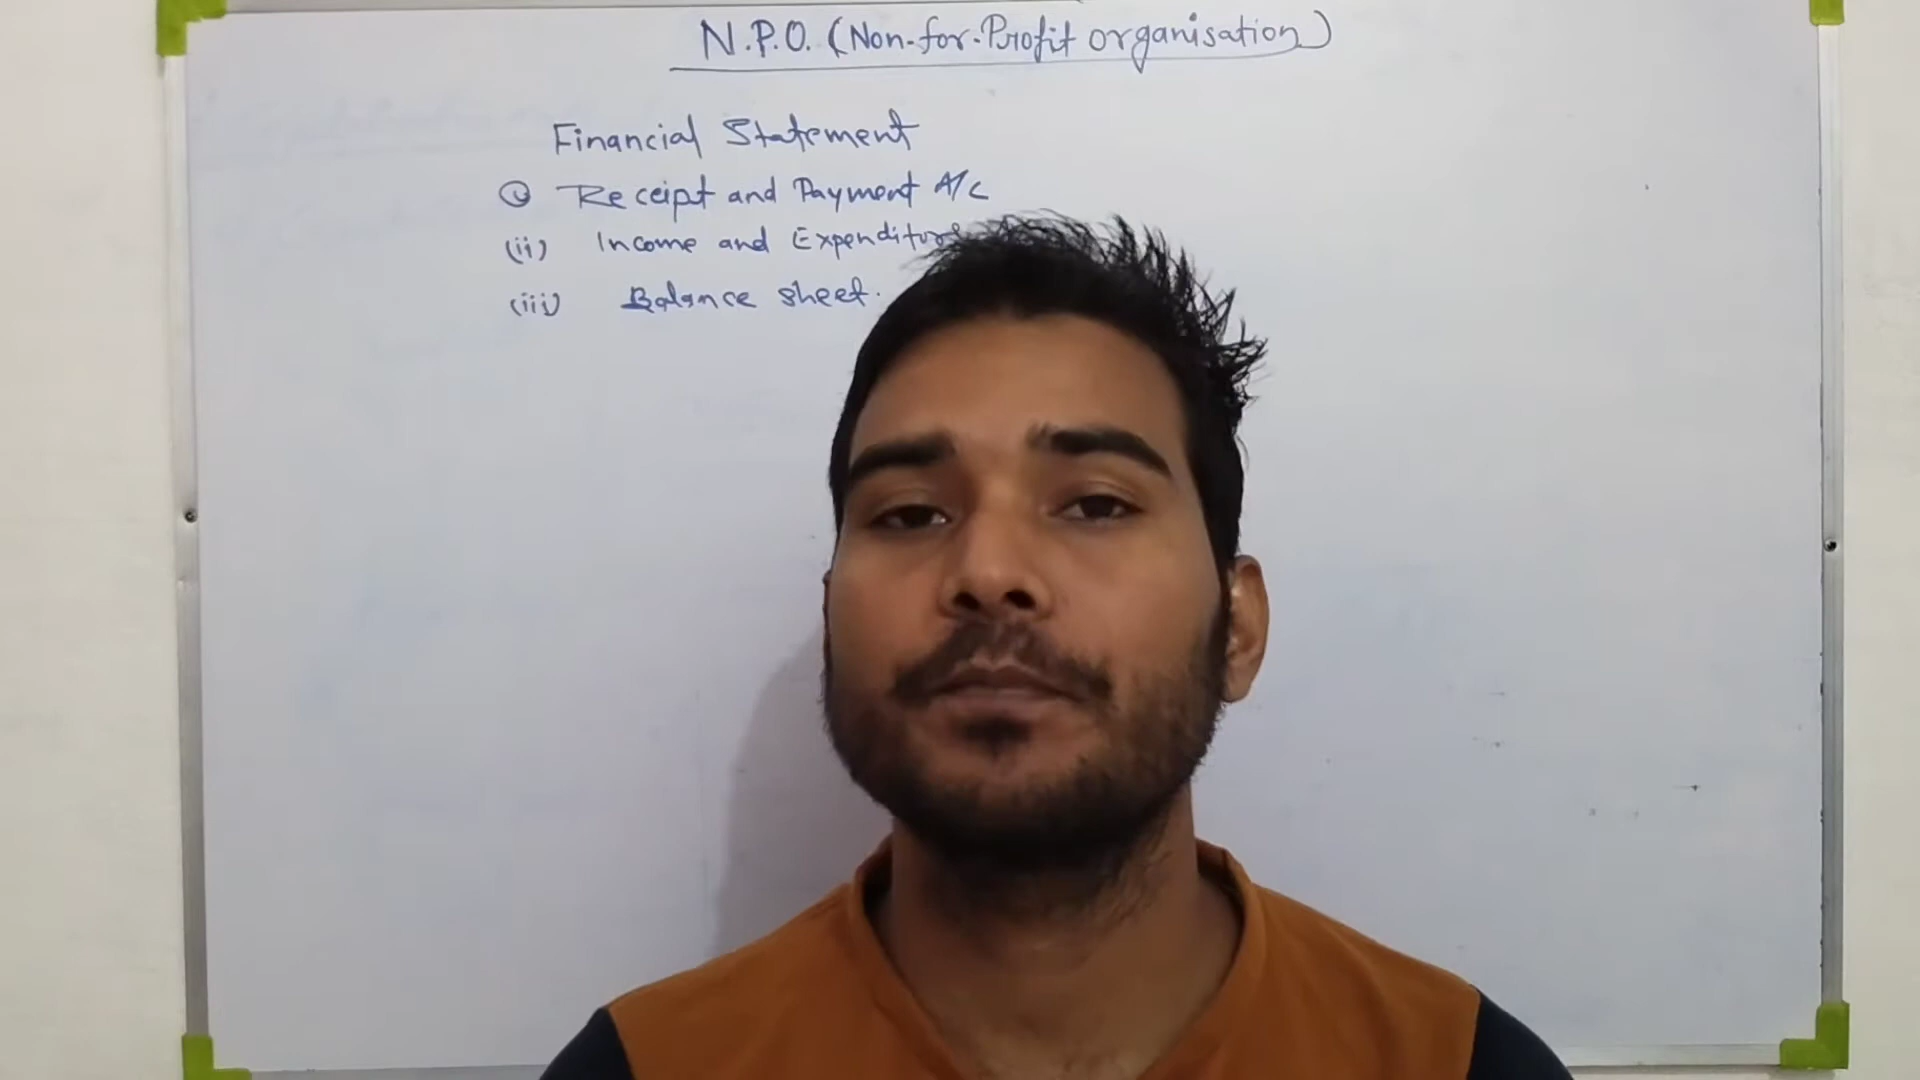 N.P.O. (Non-for-Profit organisation)
Financial Statement
(i) Receipt and Payment A/c
(ii) Income and Expenditure
(iii) Balance sheet.